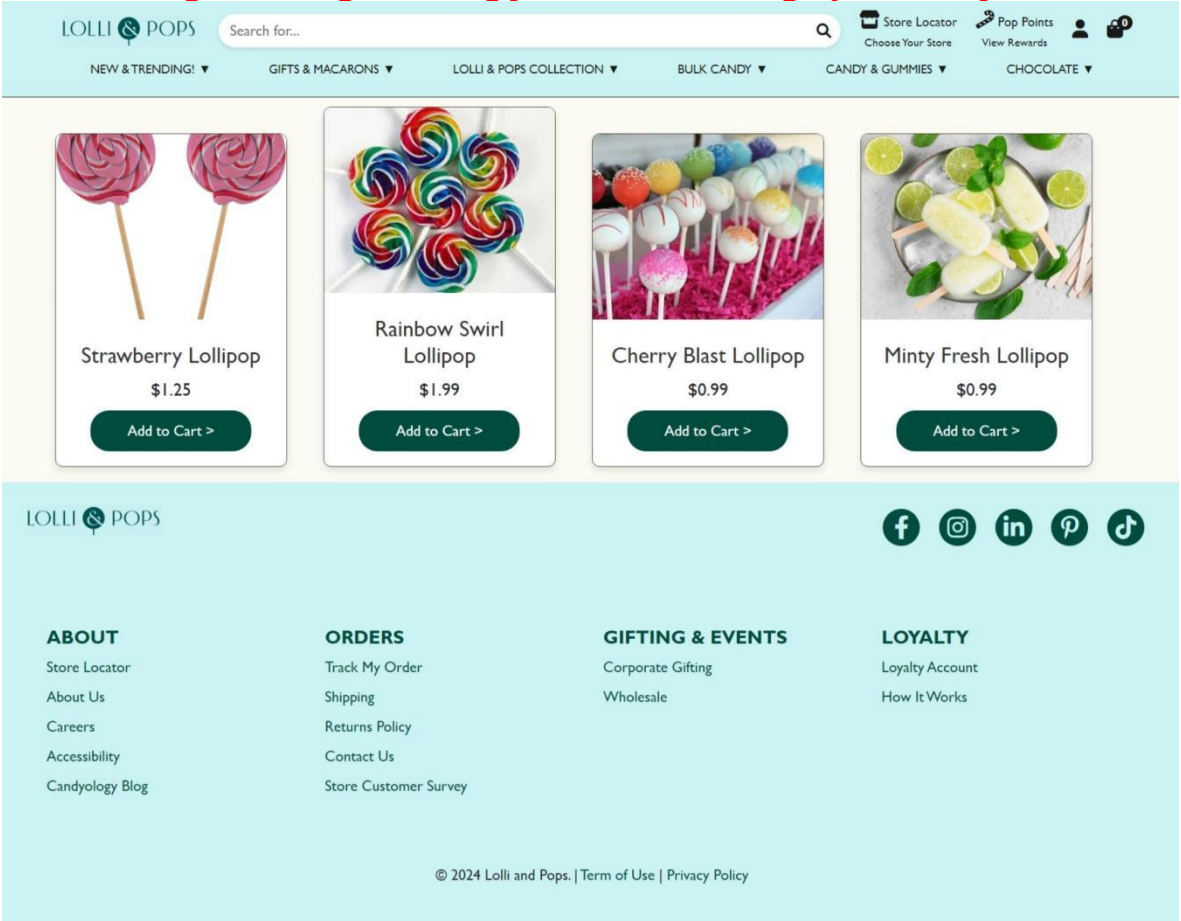 LOLLI & POPS
Search for...
Store Locator
Choose Your Store
Pop Points
View Rewards
0
NEW & TRENDING! ▼ GIFTS & MACARONS ▼ LOLLI & POPS COLLECTION ▼ BULK CANDY ▼ CANDY & GUMMIES ▼ CHOCOLATE ▼
Strawberry Lollipop
$1.25
Add to Cart >
Rainbow Swirl
Lollipop
$1.99
Add to Cart >
Cherry Blast Lollipop
$0.99
Add to Cart >
Minty Fresh Lollipop
$0.99
Add to Cart >
LOLLI & POPS
ABOUT
Store Locator
About Us
Careers
Accessibility
Candyology Blog
ORDERS
Track My Order
Shipping
Returns Policy
Contact Us
Store Customer Survey
GIFTING & EVENTS
Corporate Gifting
Wholesale
LOYALTY
Loyalty Account
How It Works
© 2024 Lolli and Pops. | Term of Use | Privacy Policy